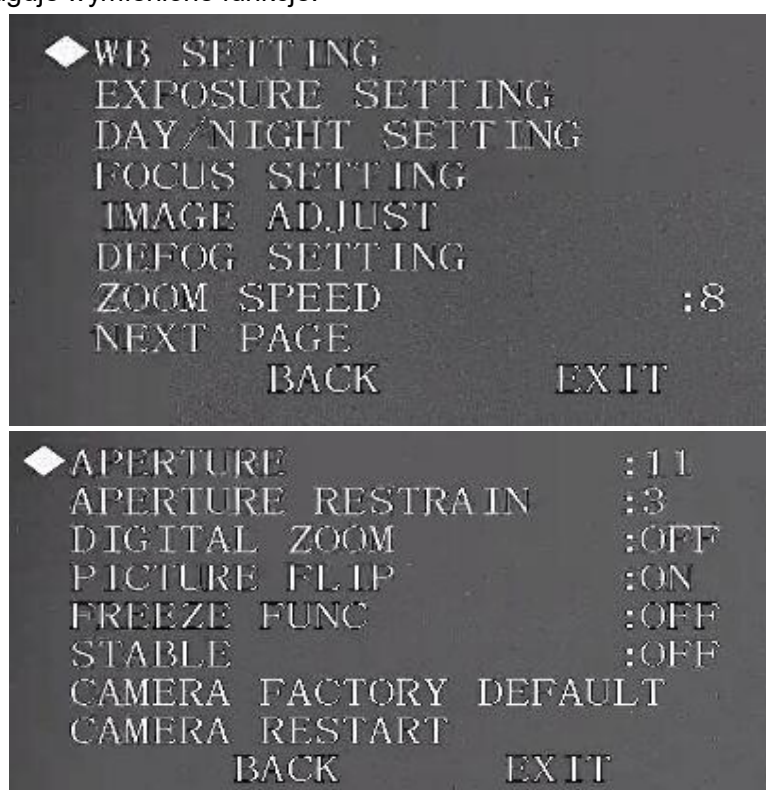 wymienione funkcje.
WB SETTING
EXPOSURE SETTING
DAY/NIGHT SETTING
FOCUS SETTING
IMAGE ADJUST
DEFOG SETTING
ZOOM SPEED :8
NEXT PAGE
BACK EXIT
APERTURE :11
APERTURE RESTRAIN :3
DIGITAL ZOOM :OFF
PICTURE FLIP :ON
FREEZE FUNC :OFF
STABLE :OFF
CAMERA FACTORY DEFAULT
CAMERA RESTART
BACK EXIT